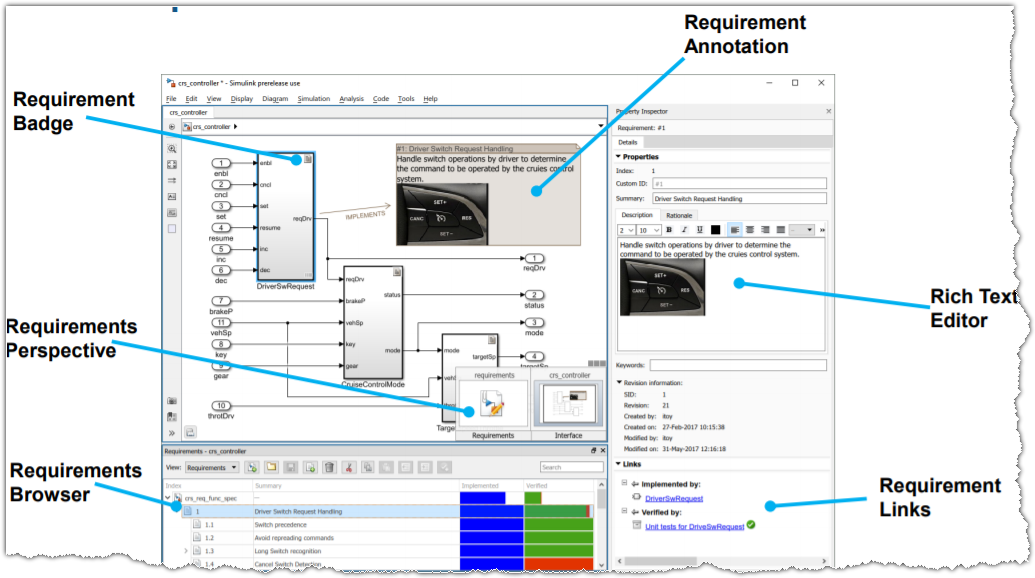 Requirement
Annotation
Requirement
Badge
Requirements
Perspective
Requirements
Browser
Rich Text
Editor
Requirement
Links
crs_controller * - Simulink prerelease use
File Edit View Display Diagram Simulation Analysis Code Tools Help
crs_controller
crs_controller
1
enbl
2
cncl
3
set
4
resume
5
inc
6
dec
7
brakeP
11
vehSp
8
key
9
gear
10
throtDrv
enbl
cncl
set
resume
inc
dec
reqDrv
DriverSwRequest
IMPLEMENTS
#1: Driver Switch Request Handling
Handle switch operations by driver to determine
the command to be operated by the cruies control
system.
SET+
CANC
RES
SET -
reqDrv
brakeP
vehSp
key
gear
status
mode
CruiseControlMode
1
reqDrv
2
status
3
mode
4
targetSp
mode
targetSp
vehS
Targe
requirements
Requirements
crs_controller
Interface
Property Inspector
Requirement: #1
Details
Properties
Index: 1
Custom ID: #1
Summary: Driver Switch Request Handling
Description Rationale
2 10 B I U
Handle switch operations by driver to determine the
command to be operated by the cruies control system.
SET+
CANC
RES
SET -
Keywords:
Revision information:
SID: 1
Revision: 21
Created by: itoy
Created on: 27-Feb-2017 10:15:38
Modified by: itoy
Modified on: 31-May-2017 12:16:18
Links
Implemented by:
DriverSwRequest
Verified by:
Unit tests for DriveSwRequest
Requirements - crs_controller
View: Requirements Search
Index Summary Implemented Verified
crs_req_func_spec
1 Driver Switch Request Handling
1.1 Switch precedence
1.2 Avoid repreading commands
1.3 Long Switch recognition
1.4 Cancel Switch Detection